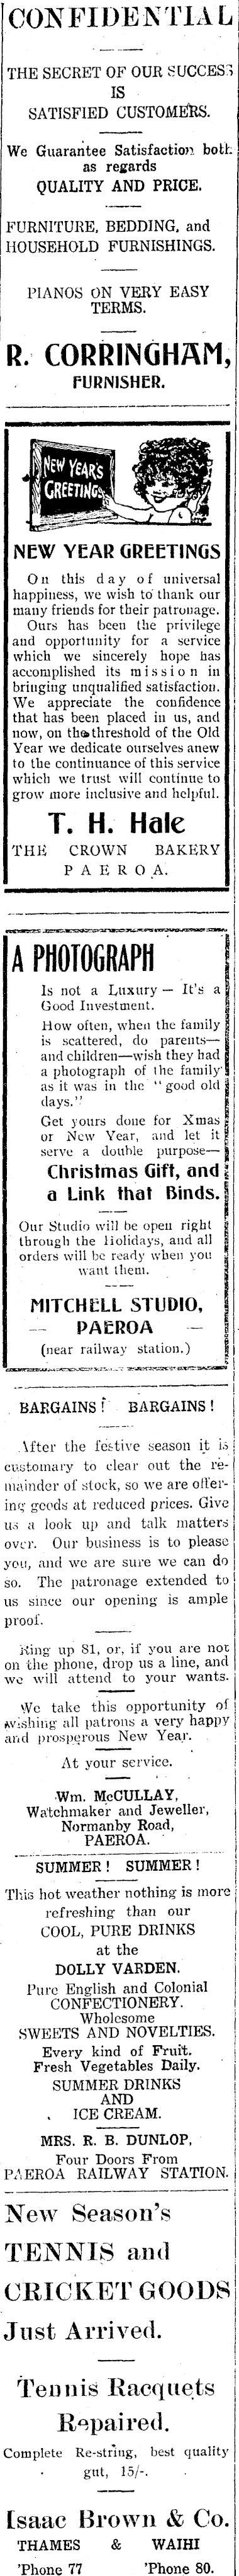 CONFIDENTIAL
THE SECRET OF OUR SUCCESS
IS
SATISFIED CUSTOMERS.
We Guarantee Satisfaction both
as regards
QUALITY AND PRICE.
FURNITURE, BEDDING, and
HOUSEHOLD FURNISHINGS.
PIANOS ON VERY EASY
TERMS.
R. CORRINGHAM,
FURNISHER.
NEW YEAR'S
GREETINGS
NEW YEAR GREETINGS
On this day of universal
happiness, we wish to thank our
many friends for their patronage.
Ours has been the privilege
and opportunity for a service
which we sincerely hope has
accomplished its mission in
bringing unqualified satisfaction.
We appreciate the confidence
that has been placed in us, and
now, on the threshold of the Old
Year we dedicate ourselves anew
to the continuance of this service
which we trust will continue to
grow more inclusive and helpful.
T. H. Hale
THE CROWN BAKERY
PAEROA.
A PHOTOGRAPH
Is not a Luxury — It's a
Good Investment.
How often, when the family
is scattered, do parents—
and children—wish they had
a photograph of the family
as it was in the "good old
days."
Get yours done for Xmas
or New Year, and let it
serve a double purpose—
Christmas Gift, and
a Link that Binds.
Our Studio will be open right
through the Holidays, and all
orders will be ready when you
want them.
MITCHELL STUDIO,
— PAEROA —
(near railway station.)
BARGAINS! BARGAINS!
After the festive season it is
customary to clear out the re-
mainder of stock, so we are offer-
ing goods at reduced prices. Give
us a look up and talk matters
over. Our business is to please
you, and we are sure we can do
so. The patronage extended to
us since our opening is ample
proof.
Ring up 81, or, if you are not
on the phone, drop us a line, and
we will attend to your wants.
We take this opportunity of
wishing all patrons a very happy
and prosperous New Year.
At your service.
Wm. McCULLAY,
Watchmaker and Jeweller,
Normanby Road,
PAEROA.
SUMMER! SUMMER!
This hot weather nothing is more
refreshing than our
COOL, PURE DRINKS
at the
DOLLY VARDEN.
Pure English and Colonial
CONFECTIONERY.
Wholesome
SWEETS AND NOVELTIES.
Every kind of Fruit.
Fresh Vegetables Daily.
SUMMER DRINKS
AND
ICE CREAM.
MRS. R. B. DUNLOP,
Four Doors From
PAEROA RAILWAY STATION.
New Season's
TENNIS and
CRICKET GOODS
Just Arrived.
Tennis Racquets
Repaired.
Complete Re-string, best quality
gut, 15/-.
Isaac Brown & Co.
THAMES & WAIHI
'Phone 77 'Phone 80.